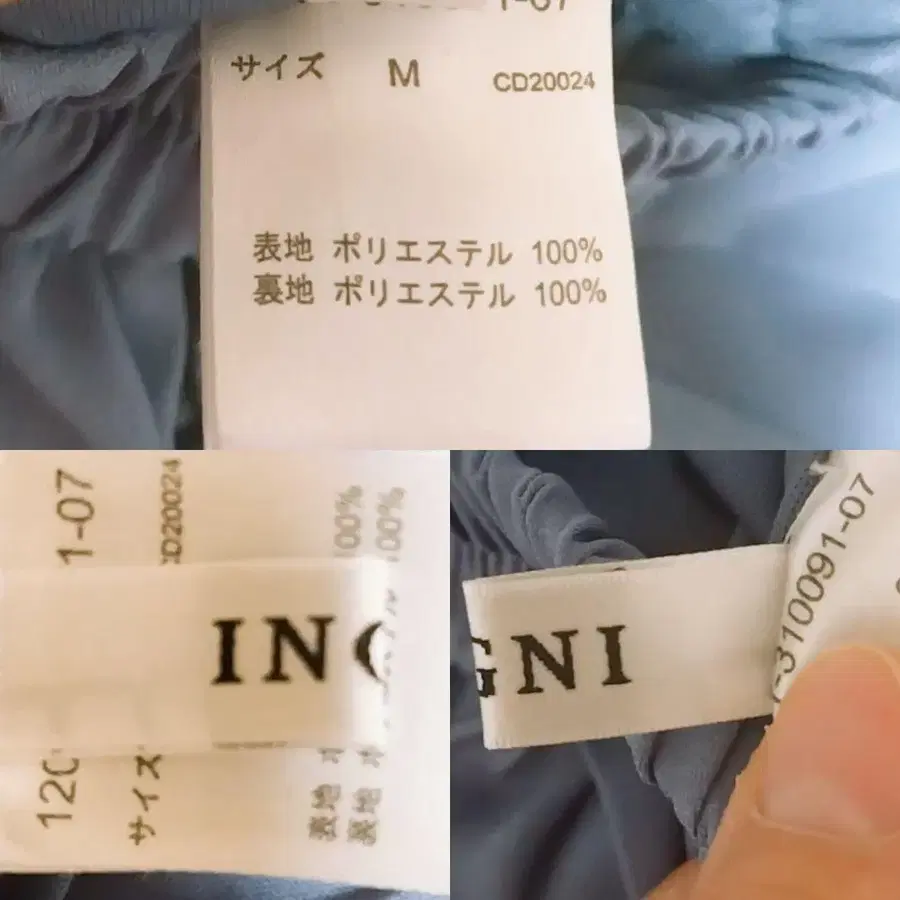 1-07
サイズ M CD20024
表地 ポリエステル 100%
裏地 ポリエステル 100%
1-07
CD20024
100%
100%
IN
120
サイズ
表地
裏地
GNI
-310091-07